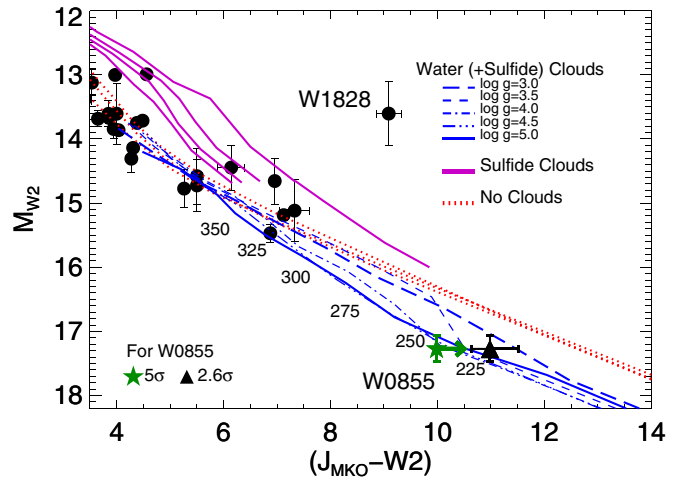 12
13
14
15
16
17
18
M_W2
W1828
Water (+Sulfide) Clouds
log g=3.0
log g=3.5
log g=4.0
log g=4.5
log g=5.0
Sulfide Clouds
No Clouds
350
325
300
275
250
225
W0855
For W0855
5σ
2.6σ
4
6
8
10
12
14
(J_MKO−W2)